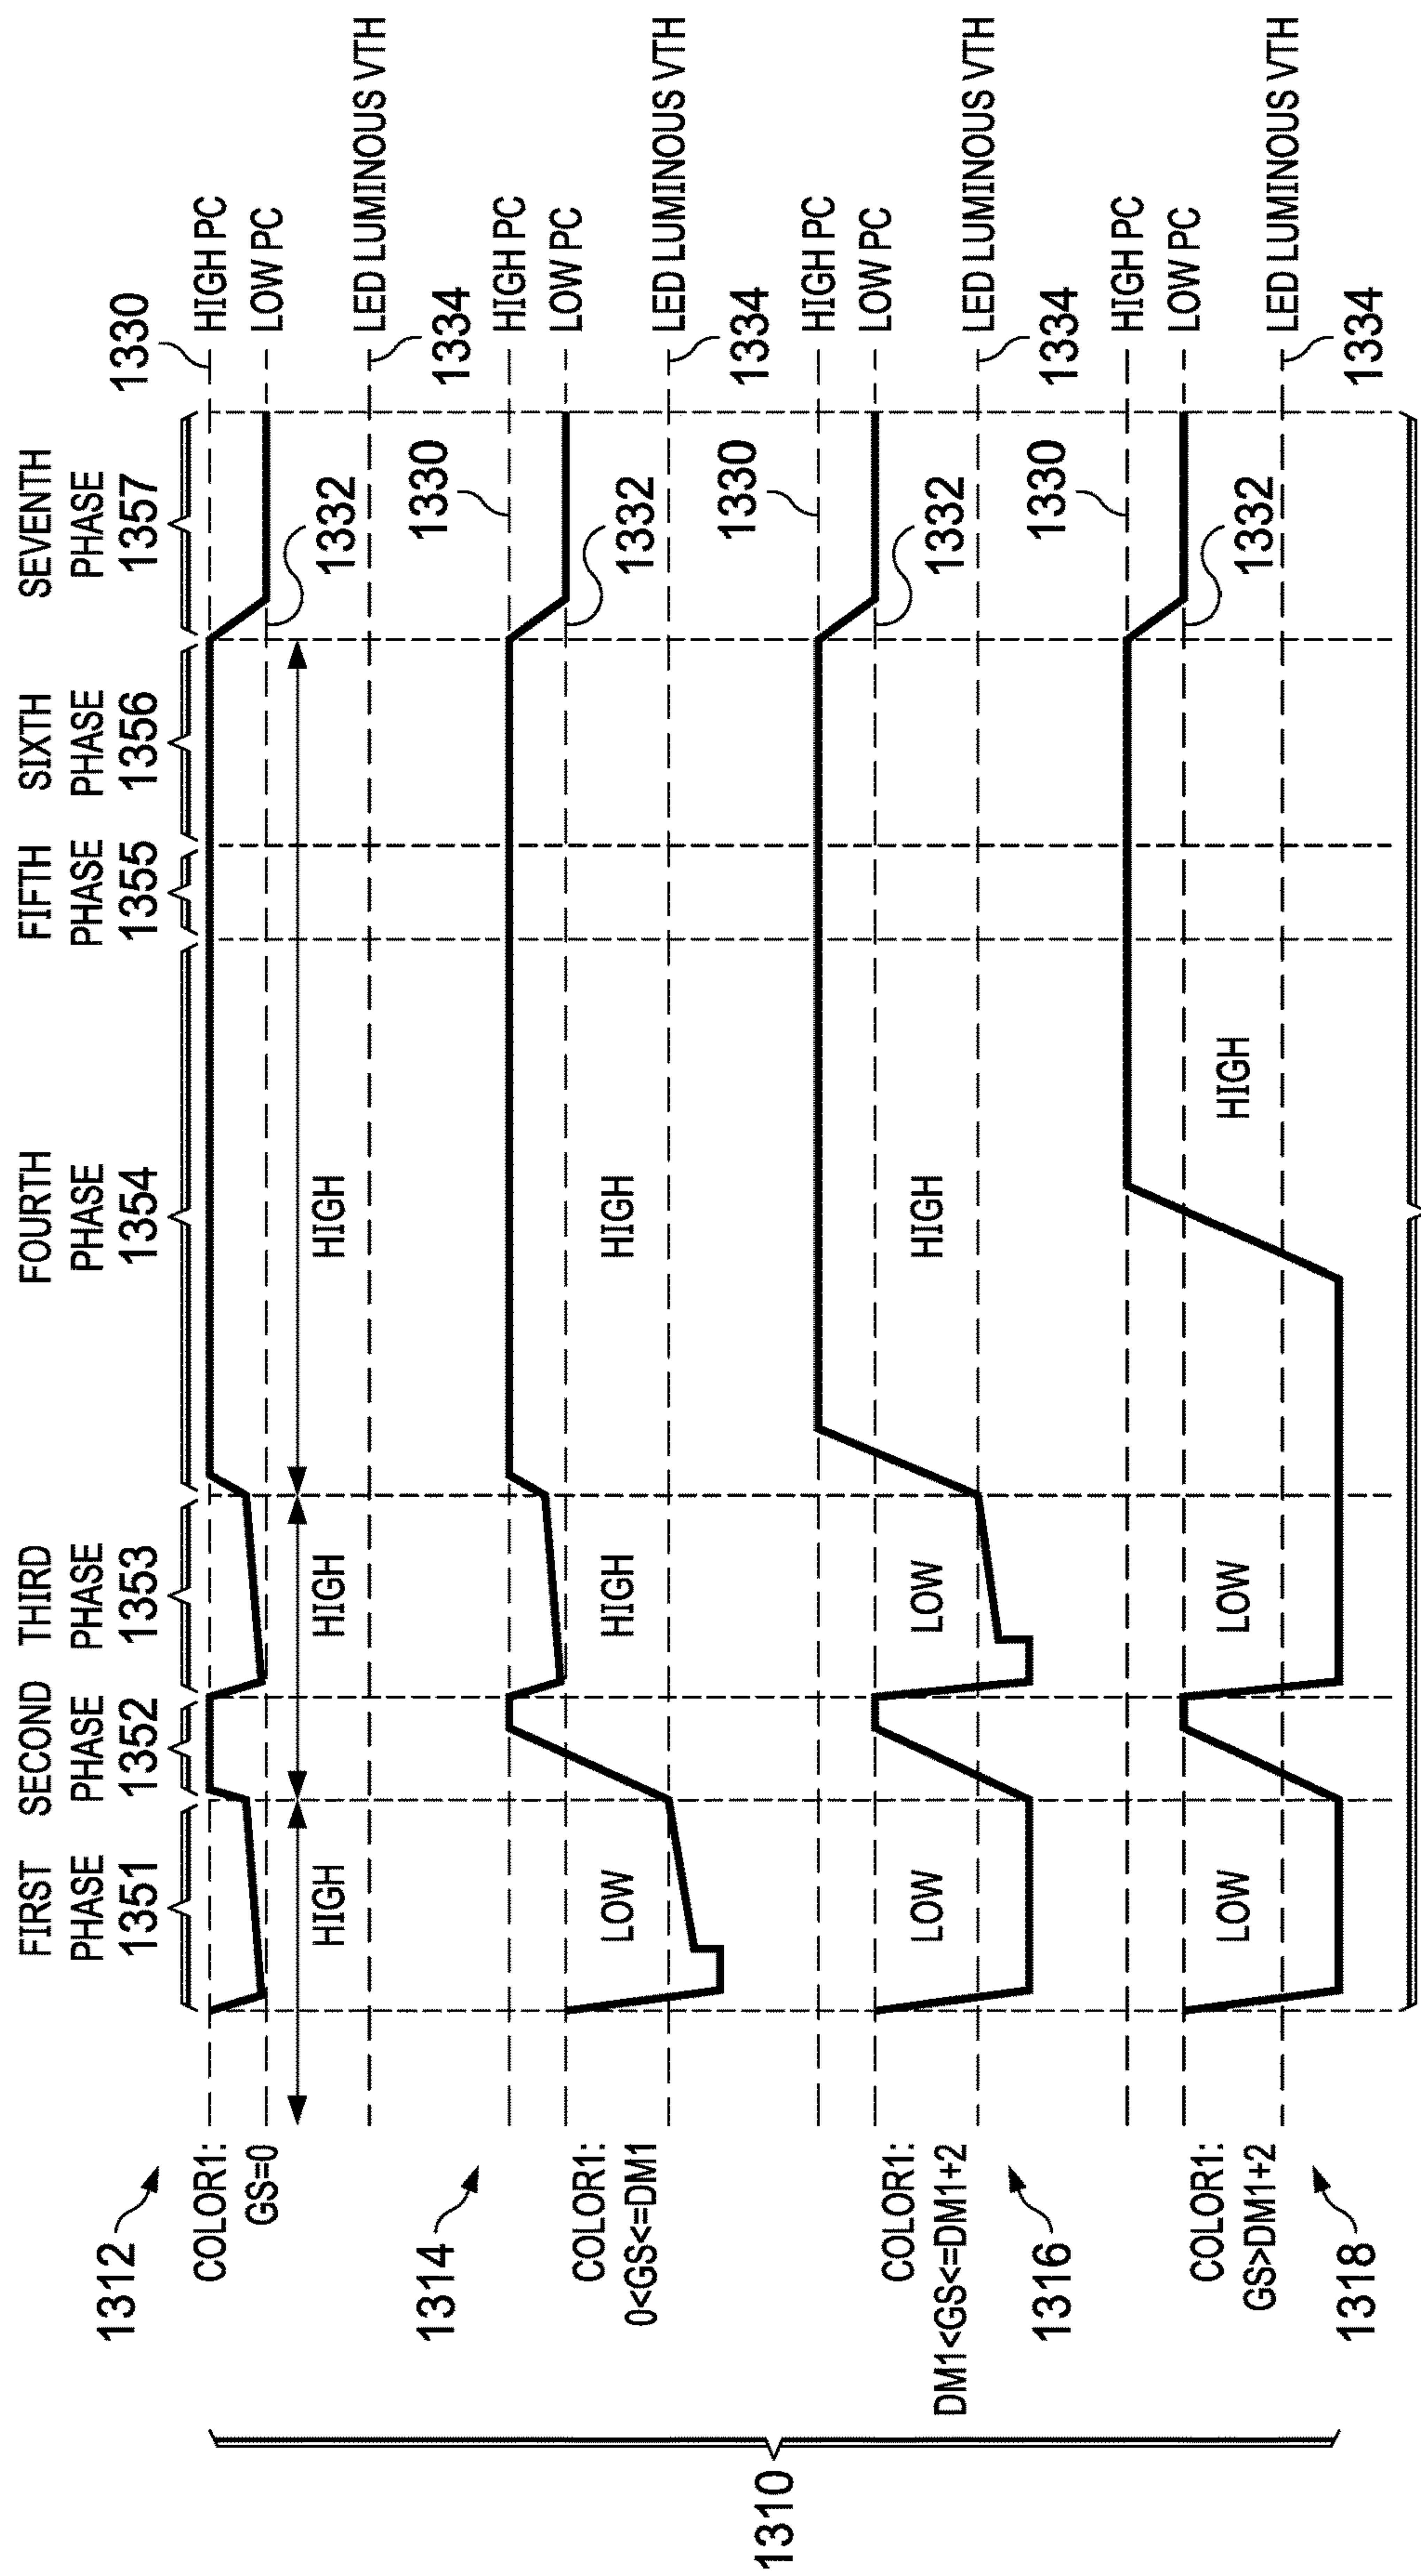 FIRST
PHASE
1351
SECOND
PHASE
1352
THIRD
PHASE
1353
FOURTH
PHASE
1354
FIFTH
PHASE
1355
SIXTH
PHASE
1356
SEVENTH
PHASE
1357
1310
1312
COLOR1:
GS=0
HIGH
HIGH
HIGH
1330
HIGH PC
LOW PC
1332
LED LUMINOUS VTH
1334
1314
COLOR1:
0<GS<=DM1
LOW
HIGH
HIGH
1330
HIGH PC
LOW PC
1332
LED LUMINOUS VTH
1334
COLOR1:
DM1<GS<=DM1+2
1316
LOW
LOW
HIGH
1330
HIGH PC
LOW PC
1332
LED LUMINOUS VTH
1334
COLOR1:
GS>DM1+2
1318
LOW
LOW
HIGH
1330
HIGH PC
LOW PC
1332
LED LUMINOUS VTH
1334